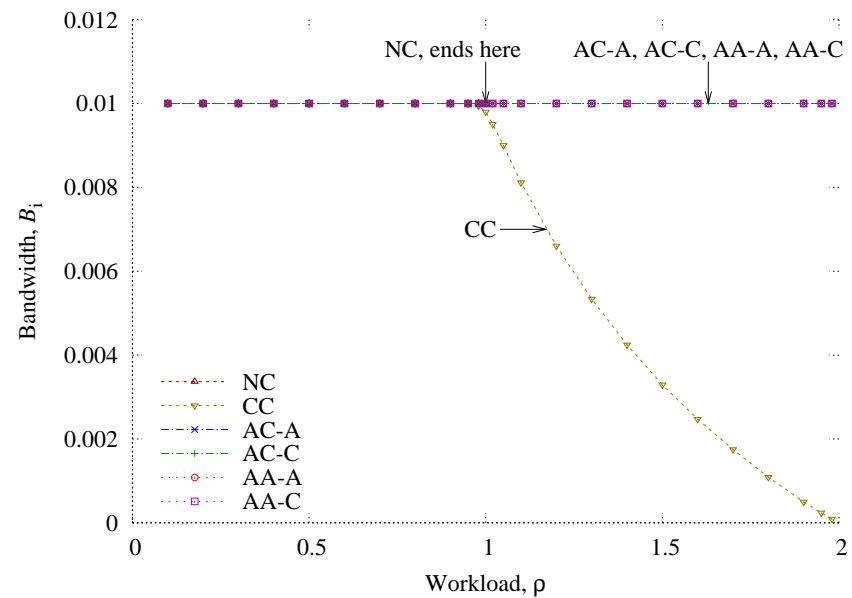 0.012
NC, ends here
AC-A, AC-C, AA-A, AA-C
0.01
0.008
CC
0.006
0.004
0.002
0
Bandwidth, Bi
NC
CC
AC-A
AC-C
AA-A
AA-C
0
0.5
1
1.5
2
Workload, ρ